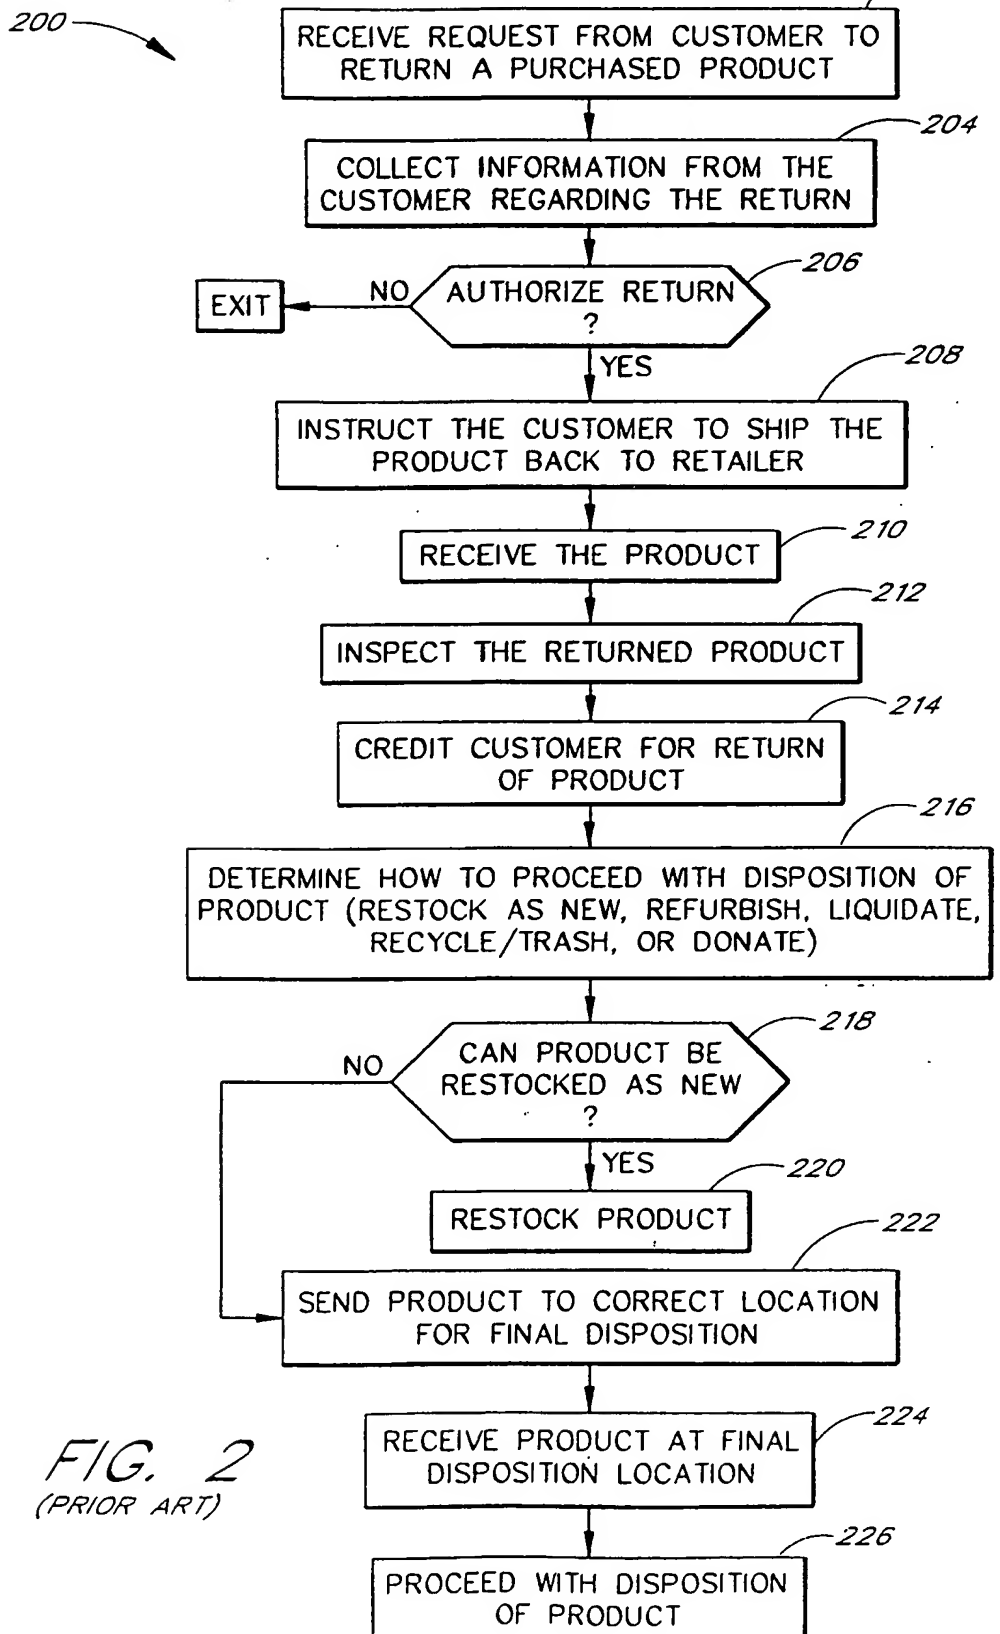 200
RECEIVE REQUEST FROM CUSTOMER TO
RETURN A PURCHASED PRODUCT
204
COLLECT INFORMATION FROM THE
CUSTOMER REGARDING THE RETURN
206
AUTHORIZE RETURN
?
NO
EXIT
YES
208
INSTRUCT THE CUSTOMER TO SHIP THE
PRODUCT BACK TO RETAILER
210
RECEIVE THE PRODUCT
212
INSPECT THE RETURNED PRODUCT
214
CREDIT CUSTOMER FOR RETURN
OF PRODUCT
216
DETERMINE HOW TO PROCEED WITH DISPOSITION OF
PRODUCT (RESTOCK AS NEW, REFURBISH, LIQUIDATE,
RECYCLE/TRASH, OR DONATE)
218
CAN PRODUCT BE
RESTOCKED AS NEW
?
NO
YES
220
RESTOCK PRODUCT
222
SEND PRODUCT TO CORRECT LOCATION
FOR FINAL DISPOSITION
224
RECEIVE PRODUCT AT FINAL
DISPOSITION LOCATION
226
PROCEED WITH DISPOSITION
OF PRODUCT
FIG. 2
(PRIOR ART)